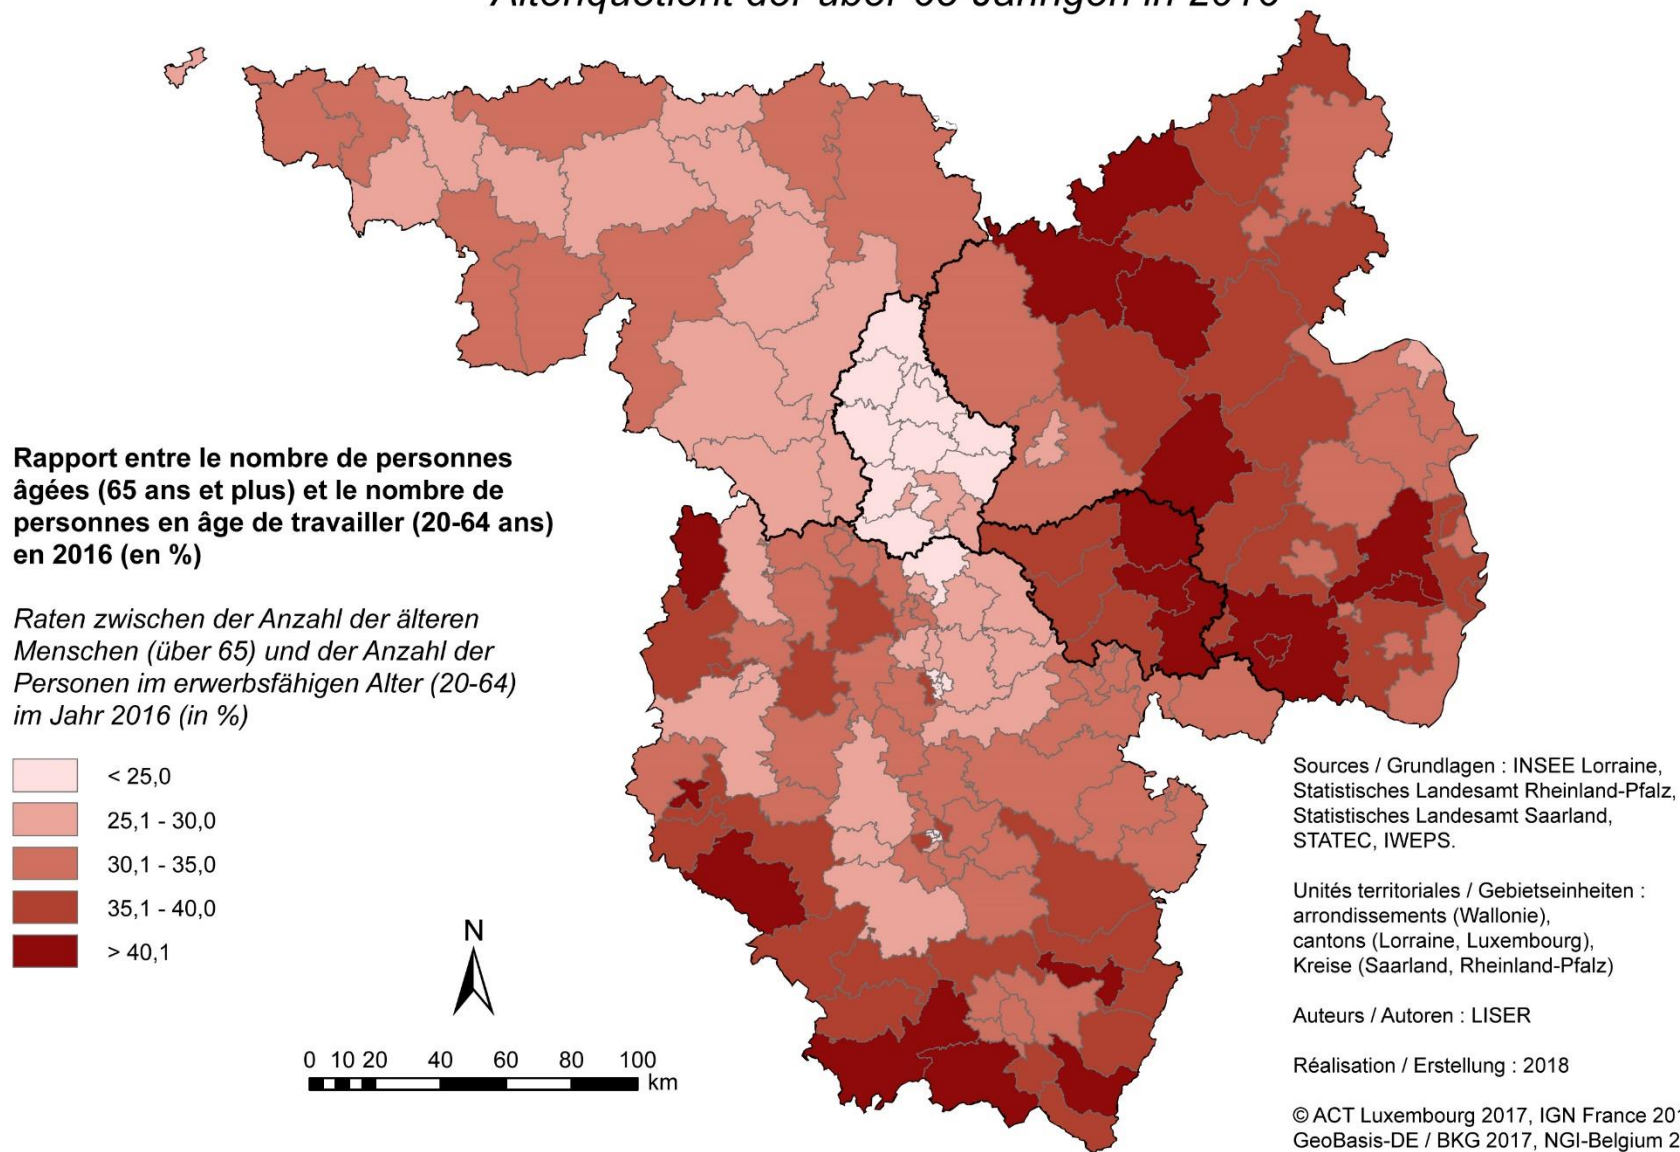 Rapport entre le nombre de personnes
âgées (65 ans et plus) et le nombre de
personnes en âge de travailler (20-64 ans)
en 2016 (en %)
Raten zwischen der Anzahl der älteren
Menschen (über 65) und der Anzahl der
Personen im erwerbsfähigen Alter (20-64)
im Jahr 2016 (in %)
< 25,0
25,1 - 30,0
30,1 - 35,0
35,1 - 40,0
> 40,1
N
0 10 20 40 60 80 100
km
Sources / Grundlagen : INSEE Lorraine,
Statistisches Landesamt Rheinland-Pfalz,
Statistisches Landesamt Saarland,
STATEC, IWEPS.
Unités territoriales / Gebietseinheiten :
arrondissements (Wallonie),
cantons (Lorraine, Luxembourg),
Kreise (Saarland, Rheinland-Pfalz)
Auteurs / Autoren : LISER
Réalisation / Erstellung : 2018
© ACT Luxembourg 2017, IGN France
GeoBasis-DE / BKG 2017, NGI-Belgium